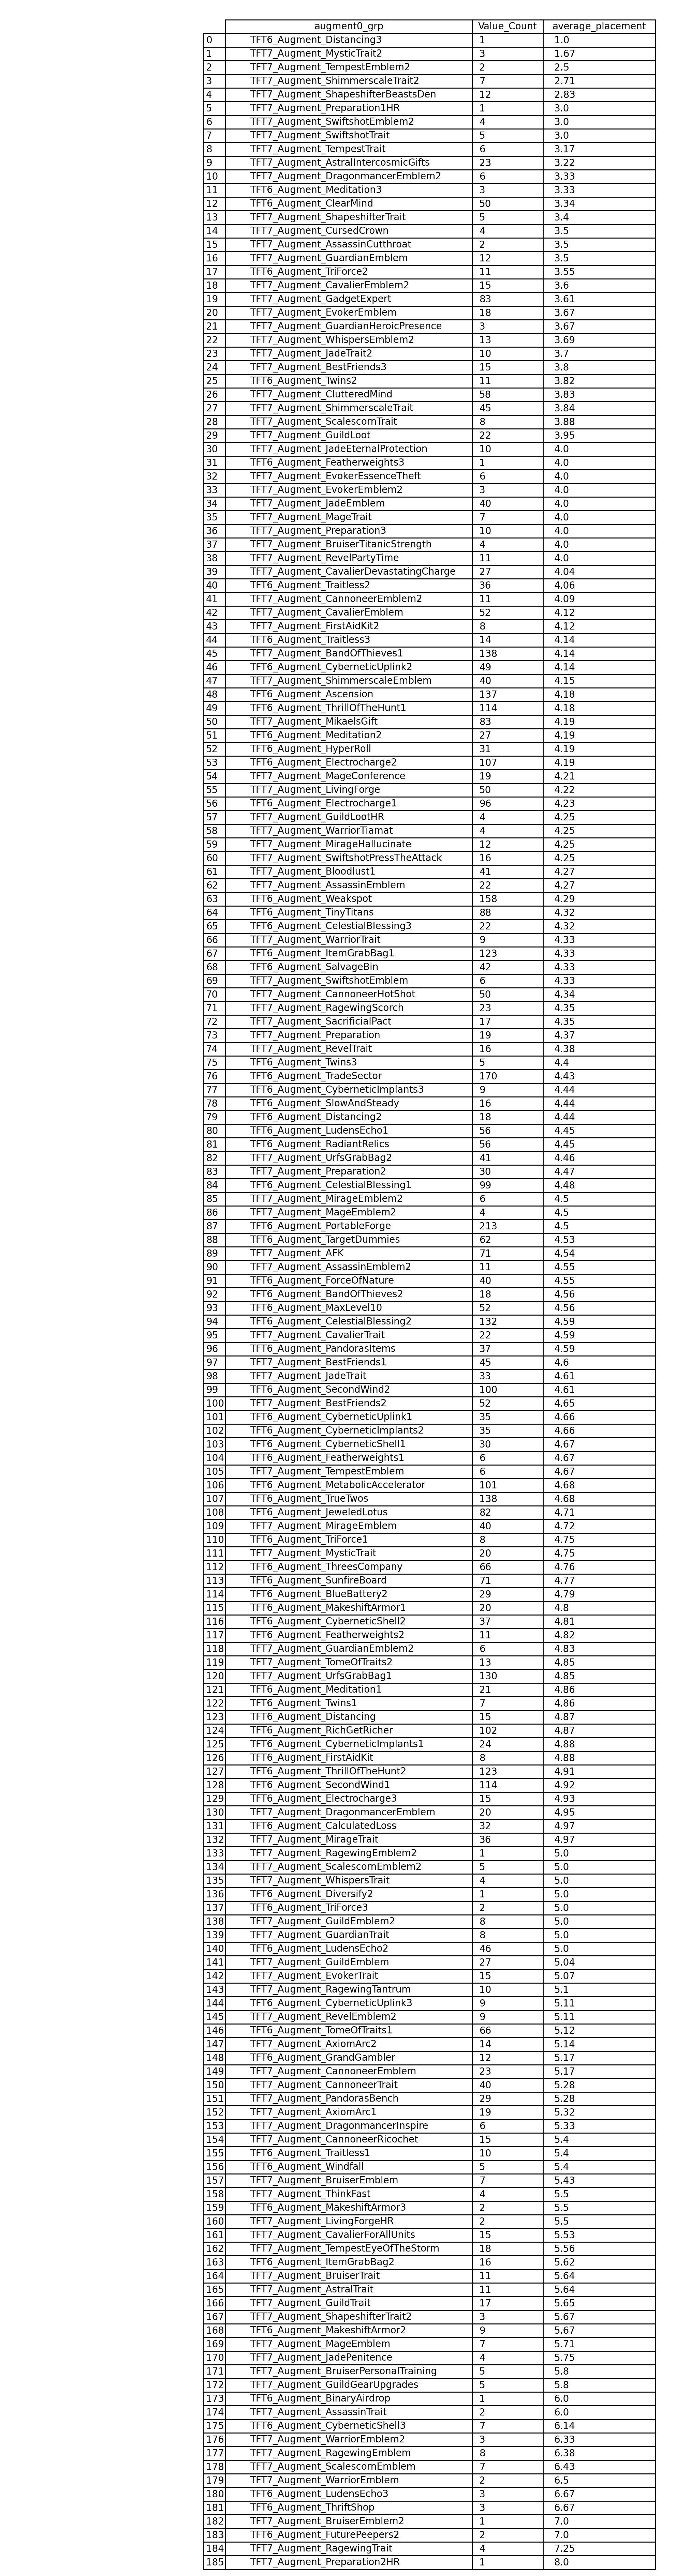 augment0_grp Value_Count average_placement
0 TFT6_Augment_Distancing3 1 1.0
1 TFT7_Augment_MysticTrait2 3 1.67
2 TFT7_Augment_TempestEmblem2 2 2.5
3 TFT7_Augment_ShimmerscaleTrait2 7 2.71
4 TFT7_Augment_ShapeshifterBeastsDen 12 2.83
5 TFT7_Augment_Preparation1HR 1 3.0
6 TFT7_Augment_SwiftshotEmblem2 4 3.0
7 TFT7_Augment_SwiftshotTrait 5 3.0
8 TFT7_Augment_TempestTrait 6 3.17
9 TFT7_Augment_AstralIntercosmicGifts 23 3.22
10 TFT7_Augment_DragonmancerEmblem2 6 3.33
11 TFT6_Augment_Meditation3 3 3.33
12 TFT6_Augment_ClearMind 50 3.34
13 TFT7_Augment_ShapeshifterTrait 5 3.4
14 TFT7_Augment_CursedCrown 4 3.5
15 TFT7_Augment_AssassinCutthroat 2 3.5
16 TFT7_Augment_GuardianEmblem 12 3.5
17 TFT6_Augment_TriForce2 11 3.55
18 TFT7_Augment_CavalierEmblem2 15 3.6
19 TFT7_Augment_GadgetExpert 83 3.61
20 TFT7_Augment_EvokerEmblem 18 3.67
21 TFT7_Augment_GuardianHeroicPresence 3 3.67
22 TFT7_Augment_WhispersEmblem2 13 3.69
23 TFT7_Augment_JadeTrait2 10 3.7
24 TFT7_Augment_BestFriends3 15 3.8
25 TFT6_Augment_Twins2 11 3.82
26 TFT7_Augment_ClutteredMind 58 3.83
27 TFT7_Augment_ShimmerscaleTrait 45 3.84
28 TFT7_Augment_ScalescornTrait 8 3.88
29 TFT7_Augment_GuildLoot 22 3.95
30 TFT7_Augment_JadeEternalProtection 10 4.0
31 TFT6_Augment_Featherweights3 1 4.0
32 TFT7_Augment_EvokerEssenceTheft 6 4.0
33 TFT7_Augment_EvokerEmblem2 3 4.0
34 TFT7_Augment_JadeEmblem 40 4.0
35 TFT7_Augment_MageTrait 7 4.0
36 TFT7_Augment_Preparation3 10 4.0
37 TFT7_Augment_BruiserTitanicStrength 4 4.0
38 TFT7_Augment_RevelPartyTime 11 4.0
39 TFT7_Augment_CavalierDevastatingCharge 27 4.04
40 TFT6_Augment_Traitless2 36 4.06
41 TFT7_Augment_CannoneerEmblem2 11 4.09
42 TFT7_Augment_CavalierEmblem 52 4.12
43 TFT7_Augment_FirstAidKit2 8 4.12
44 TFT6_Augment_Traitless3 14 4.14
45 TFT7_Augment_BandOfThieves1 138 4.14
46 TFT6_Augment_CyberneticUplink2 49 4.14
47 TFT7_Augment_ShimmerscaleEmblem 40 4.15
48 TFT6_Augment_Ascension 137 4.18
49 TFT6_Augment_ThrillOfTheHunt1 114 4.18
50 TFT7_Augment_MikaelsGift 83 4.19
51 TFT6_Augment_Meditation2 27 4.19
52 TFT6_Augment_HyperRoll 31 4.19
53 TFT6_Augment_Electrocharge2 107 4.19
54 TFT7_Augment_MageConference 19 4.21
55 TFT7_Augment_LivingForge 50 4.22
56 TFT6_Augment_Electrocharge1 96 4.23
57 TFT7_Augment_GuildLootHR 4 4.25
58 TFT7_Augment_WarriorTiamat 4 4.25
59 TFT7_Augment_MirageHallucinate 12 4.25
60 TFT7_Augment_SwiftshotPressTheAttack 16 4.25
61 TFT7_Augment_Bloodlust1 41 4.27
62 TFT7_Augment_AssassinEmblem 22 4.27
63 TFT6_Augment_Weakspot 158 4.29
64 TFT6_Augment_TinyTitans 88 4.32
65 TFT6_Augment_CelestialBlessing3 22 4.32
66 TFT7_Augment_WarriorTrait 9 4.33
67 TFT6_Augment_ItemGrabBag1 123 4.33
68 TFT6_Augment_SalvageBin 42 4.33
69 TFT7_Augment_SwiftshotEmblem 6 4.33
70 TFT7_Augment_CannoneerHotShot 50 4.34
71 TFT7_Augment_RagewingScorch 23 4.35
72 TFT7_Augment_SacrificialPact 17 4.35
73 TFT7_Augment_Preparation 19 4.37
74 TFT7_Augment_RevelTrait 16 4.38
75 TFT6_Augment_Twins3 5 4.4
76 TFT6_Augment_TradeSector 170 4.43
77 TFT6_Augment_CyberneticImplants3 9 4.44
78 TFT6_Augment_SlowAndSteady 16 4.44
79 TFT6_Augment_Distancing2 18 4.44
80 TFT6_Augment_LudensEcho1 56 4.45
81 TFT6_Augment_RadiantRelics 56 4.45
82 TFT7_Augment_UrfsGrabBag2 41 4.46
83 TFT7_Augment_Preparation2 30 4.47
84 TFT6_Augment_CelestialBlessing1 99 4.48
85 TFT7_Augment_MirageEmblem2 6 4.5
86 TFT7_Augment_MageEmblem2 4 4.5
87 TFT6_Augment_PortableForge 213 4.5
88 TFT6_Augment_TargetDummies 62 4.53
89 TFT7_Augment_AFK 71 4.54
90 TFT7_Augment_AssassinEmblem2 11 4.55
91 TFT6_Augment_ForceOfNature 40 4.55
92 TFT6_Augment_BandOfThieves2 18 4.56
93 TFT6_Augment_MaxLevel10 52 4.56
94 TFT6_Augment_CelestialBlessing2 132 4.59
95 TFT7_Augment_CavalierTrait 22 4.59
96 TFT6_Augment_PandorasItems 37 4.59
97 TFT7_Augment_BestFriends1 45 4.6
98 TFT7_Augment_JadeTrait 33 4.61
99 TFT6_Augment_SecondWind2 100 4.61
100 TFT7_Augment_BestFriends2 52 4.65
101 TFT6_Augment_CyberneticUplink1 35 4.66
102 TFT6_Augment_CyberneticImplants2 35 4.66
103 TFT6_Augment_CyberneticShell1 30 4.67
104 TFT6_Augment_Featherweights1 6 4.67
105 TFT7_Augment_TempestEmblem 6 4.67
106 TFT6_Augment_MetabolicAccelerator 101 4.68
107 TFT6_Augment_TrueTwos 138 4.68
108 TFT6_Augment_JeweledLotus 82 4.71
109 TFT7_Augment_MirageEmblem 40 4.72
110 TFT6_Augment_TriForce1 8 4.75
111 TFT7_Augment_MysticTrait 20 4.75
112 TFT6_Augment_ThreesCompany 66 4.76
113 TFT6_Augment_SunfireBoard 71 4.77
114 TFT6_Augment_BlueBattery2 29 4.79
115 TFT6_Augment_MakeshiftArmor1 20 4.8
116 TFT6_Augment_CyberneticShell2 37 4.81
117 TFT6_Augment_Featherweights2 11 4.82
118 TFT7_Augment_GuardianEmblem2 6 4.83
119 TFT7_Augment_TomeOfTraits2 13 4.85
120 TFT7_Augment_UrfsGrabBag1 130 4.85
121 TFT6_Augment_Meditation1 21 4.86
122 TFT6_Augment_Twins1 7 4.86
123 TFT6_Augment_Distancing 15 4.87
124 TFT6_Augment_RichGetRicher 102 4.87
125 TFT6_Augment_CyberneticImplants1 24 4.88
126 TFT6_Augment_FirstAidKit 8 4.88
127 TFT6_Augment_ThrillOfTheHunt2 123 4.91
128 TFT6_Augment_SecondWind1 114 4.92
129 TFT6_Augment_Electrocharge3 15 4.93
130 TFT7_Augment_DragonmancerEmblem 20 4.95
131 TFT6_Augment_CalculatedLoss 32 4.97
132 TFT7_Augment_MirageTrait 36 4.97
133 TFT7_Augment_RagewingEmblem2 1 5.0
134 TFT7_Augment_ScalescornEmblem2 5 5.0
135 TFT7_Augment_WhispersTrait 4 5.0
136 TFT6_Augment_Diversify2 1 5.0
137 TFT6_Augment_TriForce3 2 5.0
138 TFT7_Augment_GuildEmblem2 8 5.0
139 TFT7_Augment_GuardianTrait 8 5.0
140 TFT6_Augment_LudensEcho2 46 5.0
141 TFT7_Augment_GuildEmblem 27 5.04
142 TFT7_Augment_EvokerTrait 15 5.07
143 TFT7_Augment_RagewingTantrum 10 5.1
144 TFT6_Augment_CyberneticUplink3 9 5.11
145 TFT7_Augment_RevelEmblem2 9 5.11
146 TFT6_Augment_TomeOfTraits1 66 5.12
147 TFT7_Augment_AxiomArc2 14 5.14
148 TFT6_Augment_GrandGambler 12 5.17
149 TFT7_Augment_CannoneerEmblem 23 5.17
150 TFT7_Augment_CannoneerTrait 40 5.28
151 TFT7_Augment_PandorasBench 29 5.28
152 TFT7_Augment_AxiomArc1 19 5.32
153 TFT7_Augment_DragonmancerInspire 6 5.33
154 TFT7_Augment_CannoneerRicochet 15 5.4
155 TFT6_Augment_Traitless1 10 5.4
156 TFT6_Augment_Windfall 5 5.4
157 TFT7_Augment_BruiserEmblem 7 5.43
158 TFT7_Augment_ThinkFast 4 5.5
159 TFT6_Augment_MakeshiftArmor3 2 5.5
160 TFT7_Augment_LivingForgeHR 2 5.5
161 TFT7_Augment_CavalierForAllUnits 15 5.53
162 TFT7_Augment_TempestEyeOfTheStorm 18 5.56
163 TFT6_Augment_ItemGrabBag2 16 5.62
164 TFT7_Augment_BruiserTrait 11 5.64
165 TFT7_Augment_AstralTrait 11 5.64
166 TFT7_Augment_GuildTrait 17 5.65
167 TFT7_Augment_ShapeshifterTrait2 3 5.67
168 TFT6_Augment_MakeshiftArmor2 9 5.67
169 TFT7_Augment_MageEmblem 7 5.71
170 TFT7_Augment_JadePenitence 4 5.75
171 TFT7_Augment_BruiserPersonalTraining 5 5.8
172 TFT7_Augment_GuildGearUpgrades 5 5.8
173 TFT6_Augment_BinaryAirdrop 1 6.0
174 TFT7_Augment_AssassinTrait 2 6.0
175 TFT6_Augment_CyberneticShell3 7 6.14
176 TFT7_Augment_WarriorEmblem2 3 6.33
177 TFT7_Augment_RagewingEmblem 8 6.38
178 TFT7_Augment_ScalescornEmblem 7 6.43
179 TFT7_Augment_WarriorEmblem 2 6.5
180 TFT6_Augment_LudensEcho3 3 6.67
181 TFT6_Augment_ThriftShop 3 6.67
182 TFT7_Augment_BruiserEmblem2 1 7.0
183 TFT6_Augment_FuturePeepers2 2 7.0
184 TFT7_Augment_RagewingTrait 4 7.25
185 TFT7_Augment_Preparation2HR 1 8.0